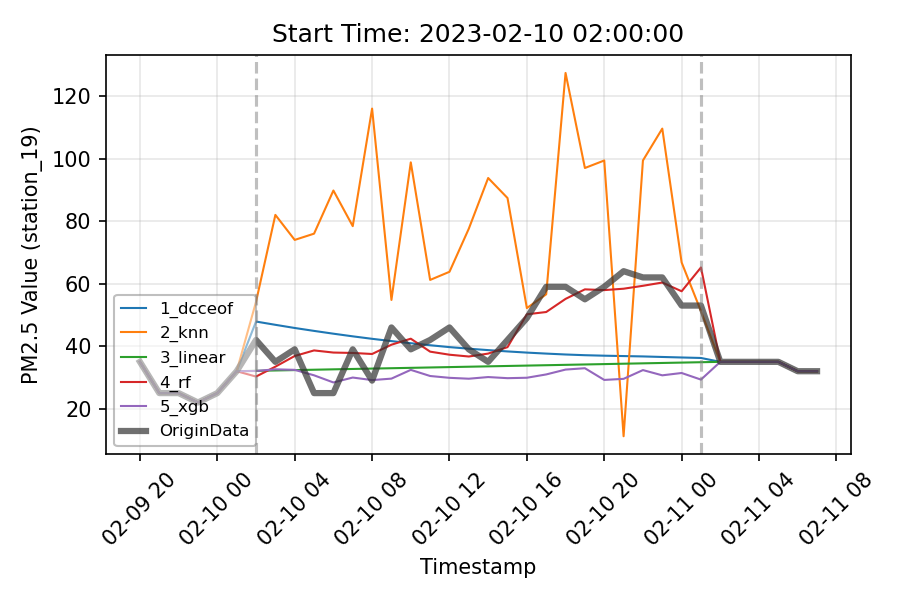 Start Time: 2023-02-10 02:00:00
PM2.5 Value (station_19)
120
100
80
60
40
20
1_dcceof
2_knn
3_linear
4_rf
5_xgb
OriginData
02-09 20
02-10 00
02-10 04
02-10 08
02-10 12
02-10 16
02-10 20
02-11 00
02-11 04
02-11 08
Timestamp